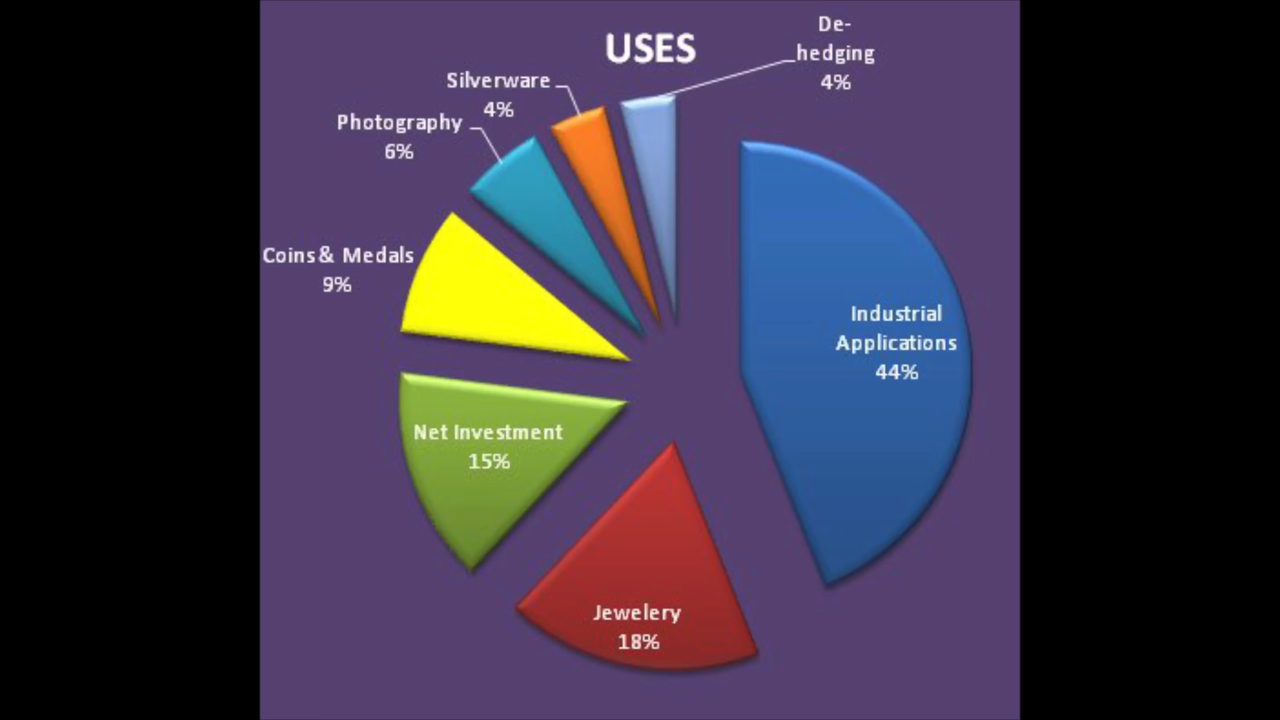 USES
De-
hedging
4%
Silverware
4%
Photography
6%
Coins & Medals
9%
Industrial
Applications
44%
Net Investment
15%
Jewelery
18%